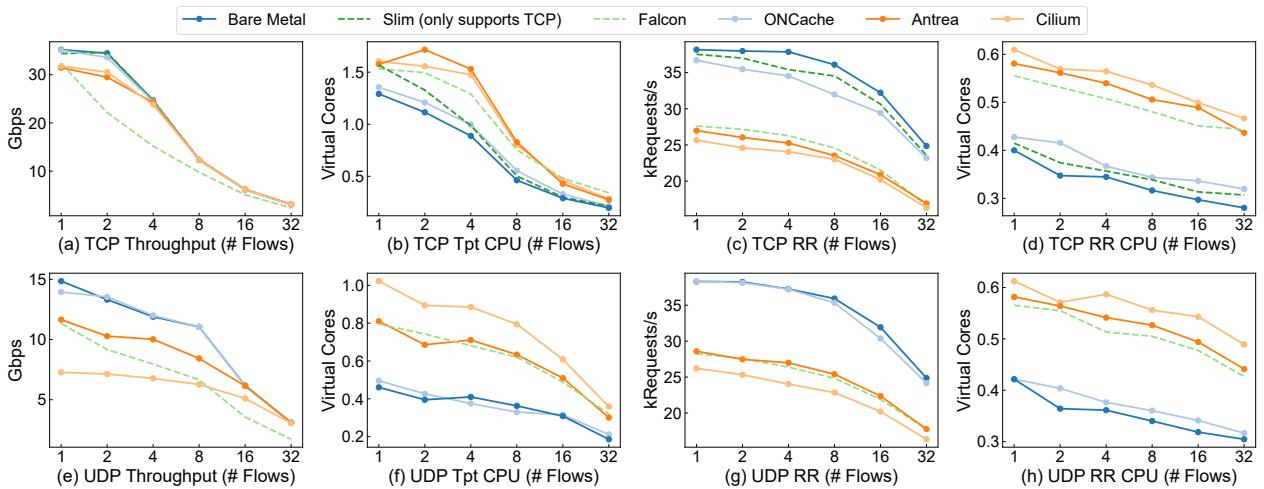 Bare Metal Slim (only supports TCP) Falcon ONCache Antrea Cilium
Gbps
30
20
10
1 2 4 8 16 32
(a) TCP Throughput (# Flows)
Virtual Cores
1.5
1.0
0.5
1 2 4 8 16 32
(b) TCP Tpt CPU (# Flows)
kRequests/s
35
30
25
20
1 2 4 8 16 32
(c) TCP RR (# Flows)
Virtual Cores
0.6
0.5
0.4
0.3
1 2 4 8 16 32
(d) TCP RR CPU (# Flows)
Gbps
15
10
5
1 2 4 8 16 32
(e) UDP Throughput (# Flows)
Virtual Cores
1.0
0.8
0.6
0.4
0.2
1 2 4 8 16 32
(f) UDP Tpt CPU (# Flows)
kRequests/s
35
30
25
20
1 2 4 8 16 32
(g) UDP RR (# Flows)
Virtual Cores
0.6
0.5
0.4
0.3
1 2 4 8 16 32
(h) UDP RR CPU (# Flows)